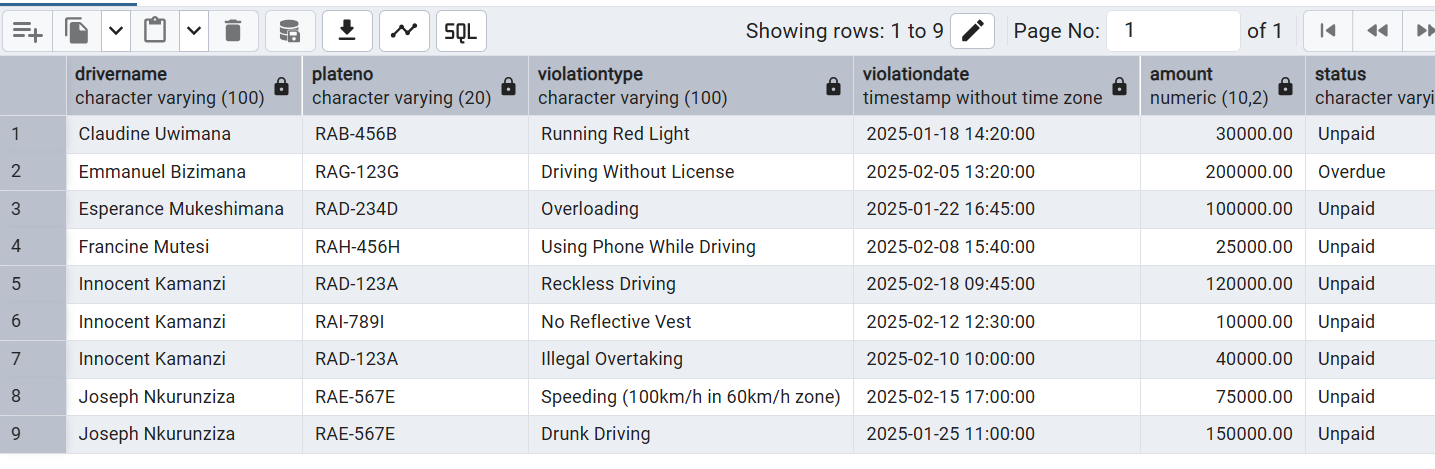 SQL Showing rows: 1 to 9 Page No: 1 of 1
drivername plateno violationtype violationdate amount status
character varying (100) character varying (20) character varying (100) timestamp without time zone numeric (10,2) character varyi
1 Claudine Uwimana RAB-456B Running Red Light 2025-01-18 14:20:00 30000.00 Unpaid
2 Emmanuel Bizimana RAG-123G Driving Without License 2025-02-05 13:20:00 200000.00 Overdue
3 Esperance Mukeshimana RAD-234D Overloading 2025-01-22 16:45:00 100000.00 Unpaid
4 Francine Mutesi RAH-456H Using Phone While Driving 2025-02-08 15:40:00 25000.00 Unpaid
5 Innocent Kamanzi RAD-123A Reckless Driving 2025-02-18 09:45:00 120000.00 Unpaid
6 Innocent Kamanzi RAI-789I No Reflective Vest 2025-02-12 12:30:00 10000.00 Unpaid
7 Innocent Kamanzi RAD-123A Illegal Overtaking 2025-02-10 10:00:00 40000.00 Unpaid
8 Joseph Nkurunziza RAE-567E Speeding (100km/h in 60km/h zone) 2025-02-15 17:00:00 75000.00 Unpaid
9 Joseph Nkurunziza RAE-567E Drunk Driving 2025-01-25 11:00:00 150000.00 Unpaid